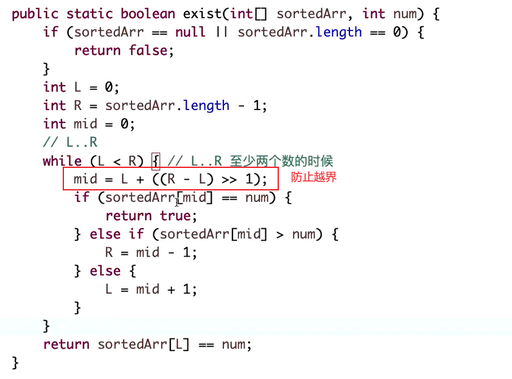 public static boolean exist(int[] sortedArr, int num) {
if (sortedArr == null || sortedArr.length == 0) {
return false;
}
int L = 0;
int R = sortedArr.length - 1;
int mid = 0;
// L..R
while (L < R) { // L..R 至少两个数的时候
mid = L + ((R - L) >> 1); 防止越界
if (sortedArr[mid] == num) {
return true;
} else if (sortedArr[mid] > num) {
R = mid - 1;
} else {
L = mid + 1;
}
}
return sortedArr[L] == num;
}